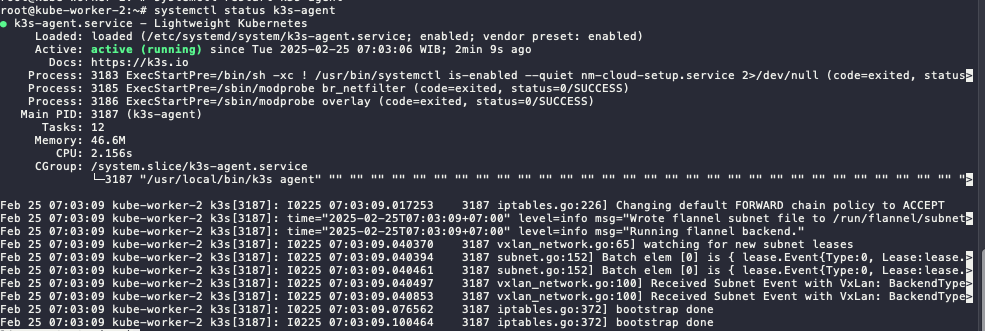 root@kube-worker-2:~# systemctl status k3s-agent
● k3s-agent.service - Lightweight Kubernetes
     Loaded: loaded (/etc/systemd/system/k3s-agent.service; enabled; vendor preset: enabled)
     Active: active (running) since Tue 2025-02-25 07:03:06 WIB; 2min 9s ago
       Docs: https://k3s.io
    Process: 3183 ExecStartPre=/bin/sh -xc ! /usr/bin/systemctl is-enabled --quiet nm-cloud-setup.service 2>/dev/null (code=exited, status>
    Process: 3185 ExecStartPre=/sbin/modprobe br_netfilter (code=exited, status=0/SUCCESS)
    Process: 3186 ExecStartPre=/sbin/modprobe overlay (code=exited, status=0/SUCCESS)
   Main PID: 3187 (k3s-agent)
      Tasks: 12
     Memory: 46.6M
        CPU: 2.156s
     CGroup: /system.slice/k3s-agent.service
             └─3187 "/usr/local/bin/k3s agent" "" "" "" "" "" "" "" "" "" "" "" "" "" "" "" "" "" "" "" "" "" "" "" "" "" "" "" "" "" "" ">
Feb 25 07:03:09 kube-worker-2 k3s[3187]: I0225 07:03:09.017253    3187 iptables.go:226] Changing default FORWARD chain policy to ACCEPT
Feb 25 07:03:09 kube-worker-2 k3s[3187]: time="2025-02-25T07:03:09+07:00" level=info msg="Wrote flannel subnet file to /run/flannel/subnet>
Feb 25 07:03:09 kube-worker-2 k3s[3187]: time="2025-02-25T07:03:09+07:00" level=info msg="Running flannel backend."
Feb 25 07:03:09 kube-worker-2 k3s[3187]: I0225 07:03:09.040370    3187 vxlan_network.go:65] watching for new subnet leases
Feb 25 07:03:09 kube-worker-2 k3s[3187]: I0225 07:03:09.040394    3187 subnet.go:152] Batch elem [0] is { lease.Event{Type:0, Lease:lease.>
Feb 25 07:03:09 kube-worker-2 k3s[3187]: I0225 07:03:09.040461    3187 subnet.go:152] Batch elem [0] is { lease.Event{Type:0, Lease:lease.>
Feb 25 07:03:09 kube-worker-2 k3s[3187]: I0225 07:03:09.040497    3187 vxlan_network.go:100] Received Subnet Event with VxLan: BackendType>
Feb 25 07:03:09 kube-worker-2 k3s[3187]: I0225 07:03:09.040853    3187 vxlan_network.go:100] Received Subnet Event with VxLan: BackendType>
Feb 25 07:03:09 kube-worker-2 k3s[3187]: I0225 07:03:09.076562    3187 iptables.go:372] bootstrap done
Feb 25 07:03:09 kube-worker-2 k3s[3187]: I0225 07:03:09.100464    3187 iptables.go:372] bootstrap done